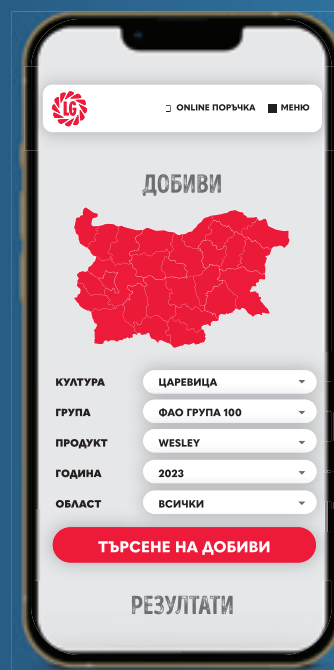 LG
ONLINE ПОРЪЧКА МЕНЮ
ДОБИВИ
КУЛТУРА ЦАРЕВИЦА
ГРУПА ФАО ГРУПА 100
ПРОДУКТ WESLEY
ГОДИНА 2023
ОБЛАСТ ВСИЧКИ
ТЪРСЕНЕ НА ДОБИВИ
РЕЗУЛТАТИ